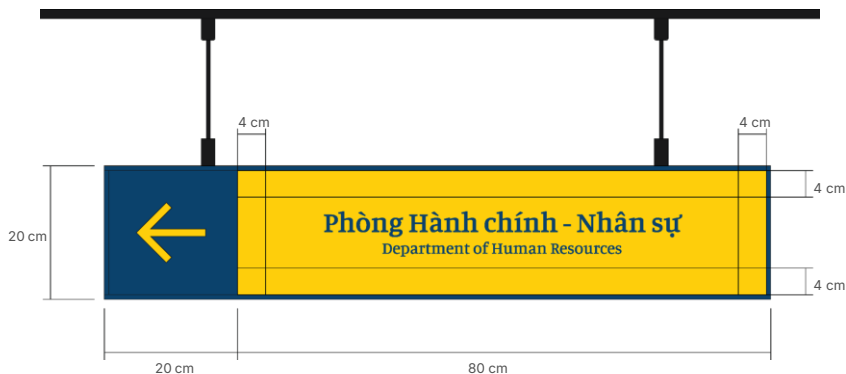 4 cm
4 cm
4 cm
Phòng Hành chính - Nhân sự
20 cm
Department of Human Resources
4 cm
20 cm
80 cm